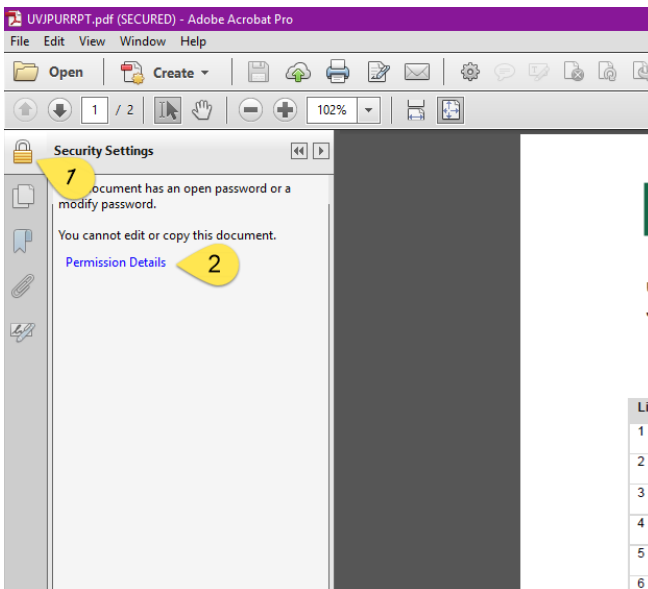 UVJPURRPT.pdf (SECURED) - Adobe Acrobat Pro
File Edit View Window Help
Open Create
1 / 2 102%
Security Settings
1
document has an open password or a
modify password.
You cannot edit or copy this document.
Permission Details 2
Li
1
2
3
4
5
6